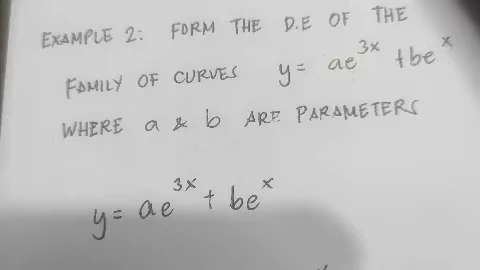 EXAMPLE 2: FORM THE D.E OF THE
FAMILY OF CURVES y= ae^3x +be^x
WHERE a & b ARE PARAMETERS
y= ae^3x + be^x